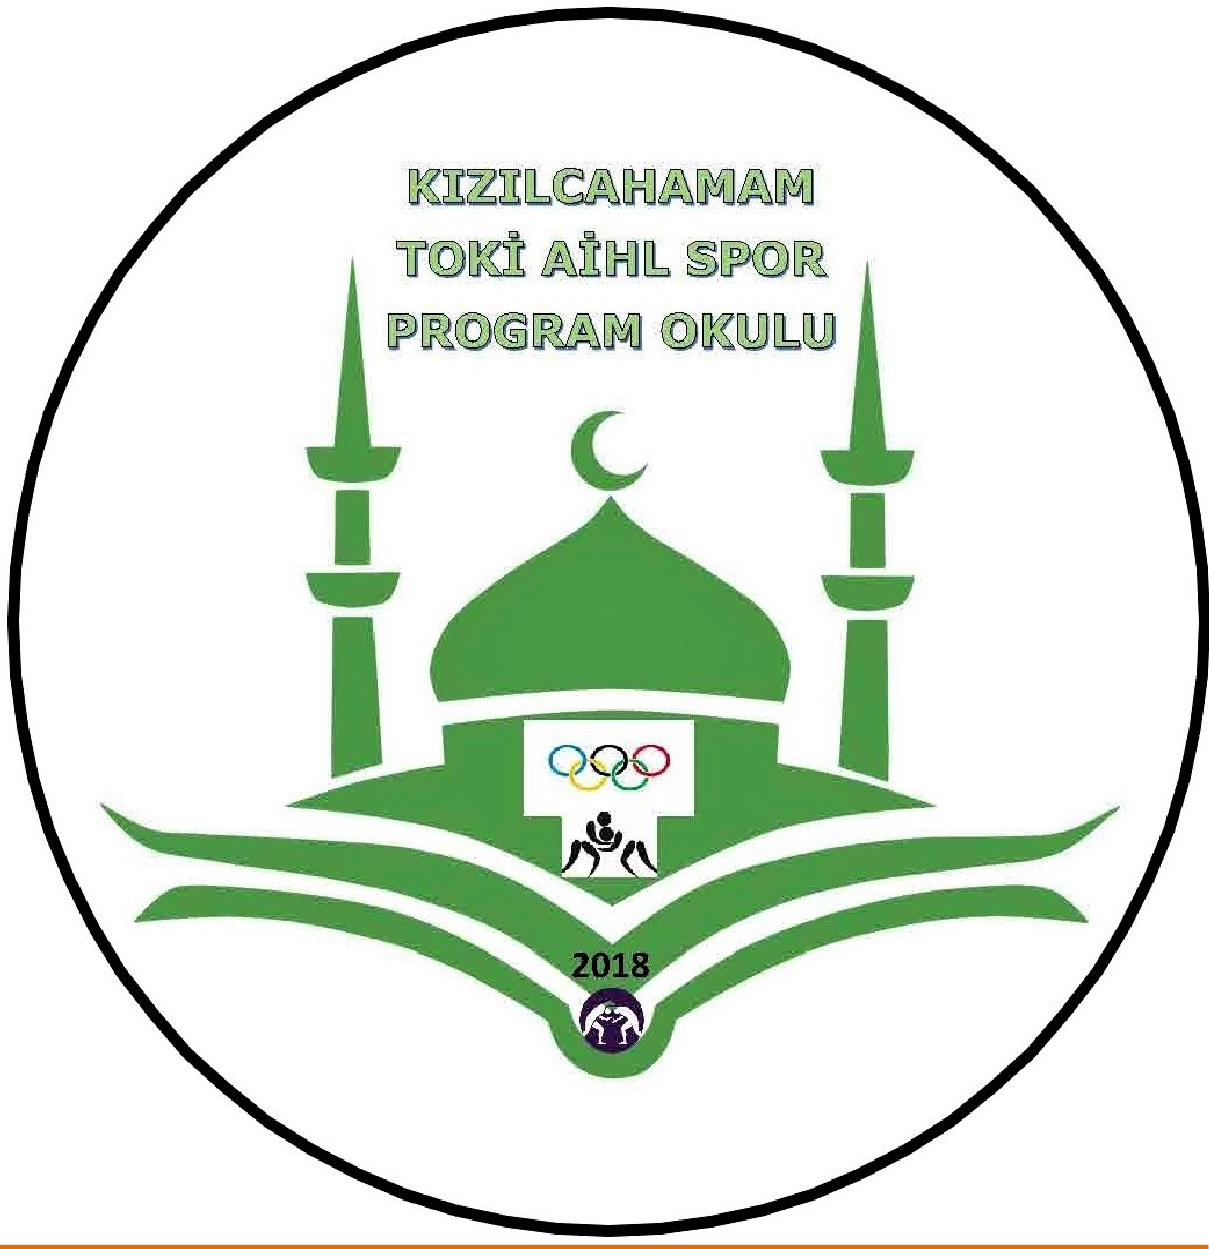 KIZILCAHAMAM
TOKİ AİHL SPOR
PROGRAM OKULU
2018